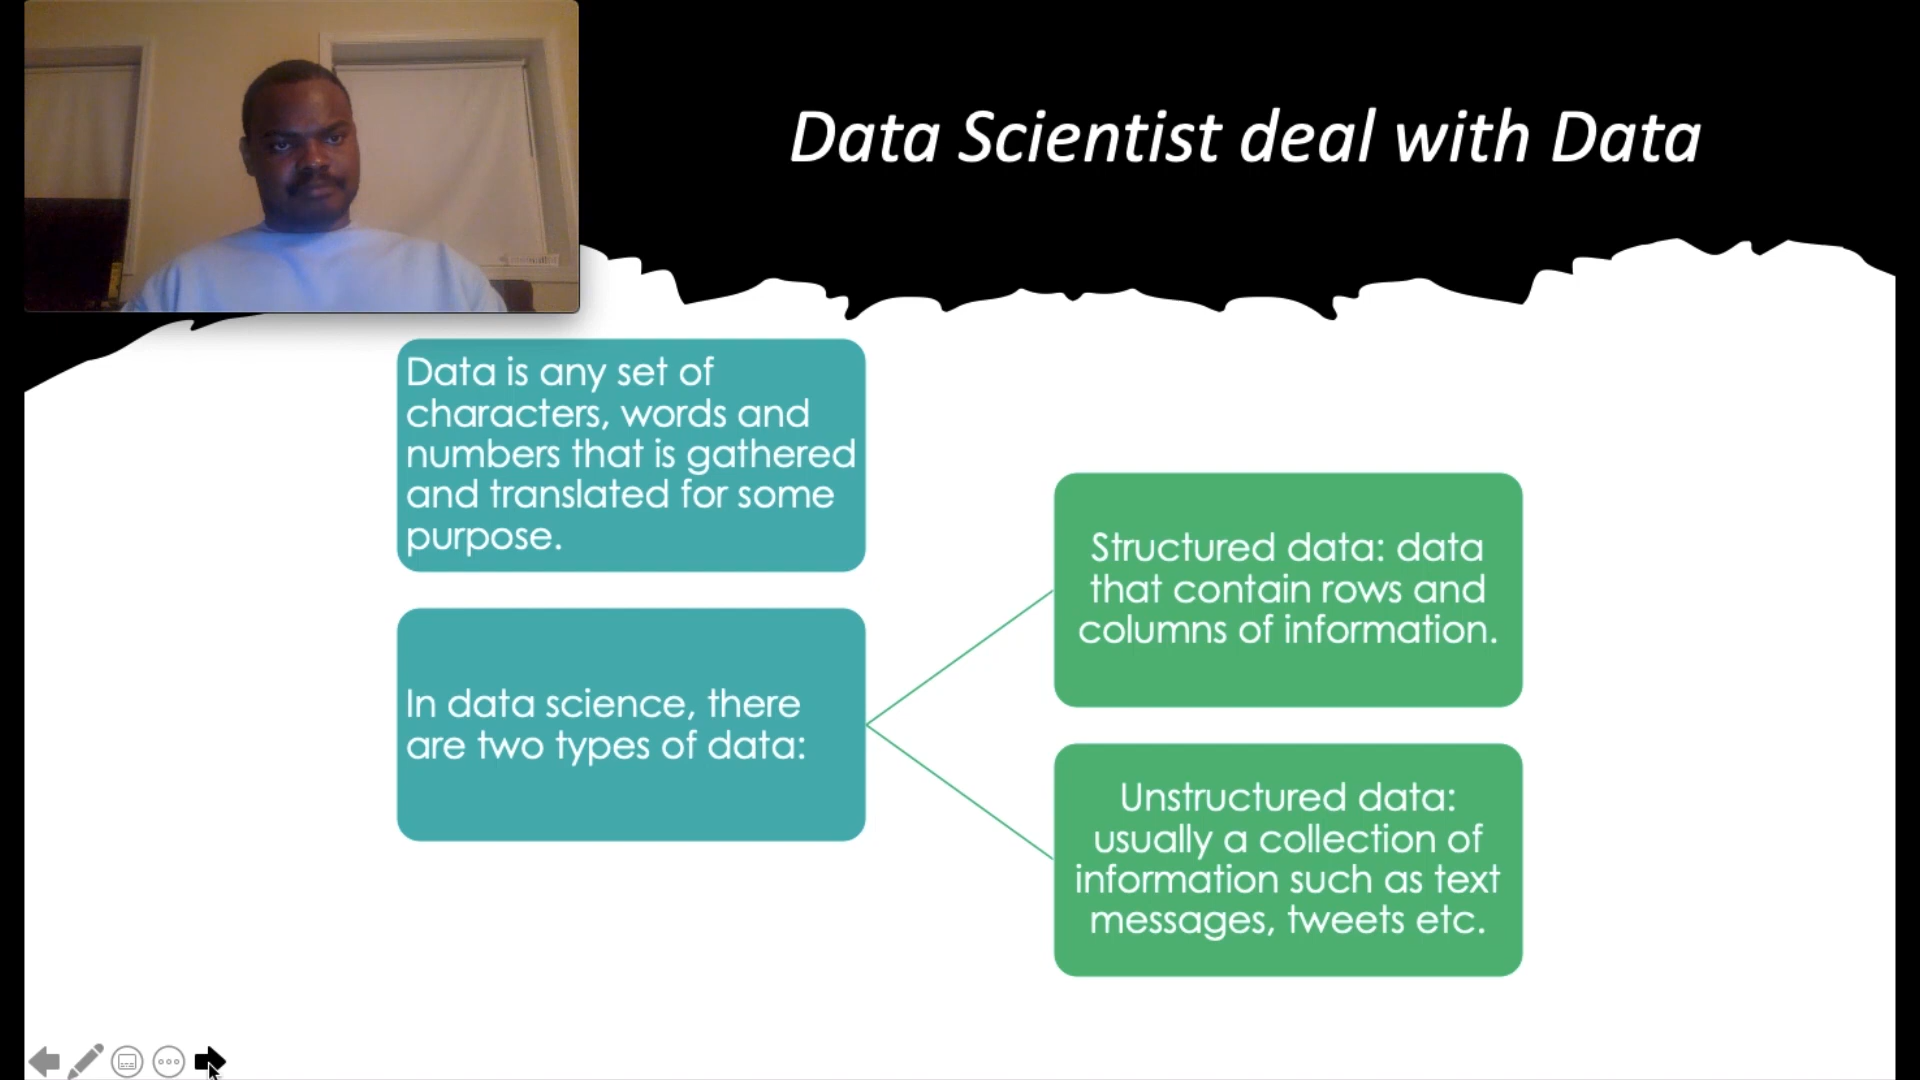 Data Scientist deal with Data
Data is any set of
characters, words and
numbers that is gathered
and translated for some
purpose.
In data science, there
are two types of data:
Structured data: data
that contain rows and
columns of information.
Unstructured data:
usually a collection of
information such as text
messages, tweets etc.